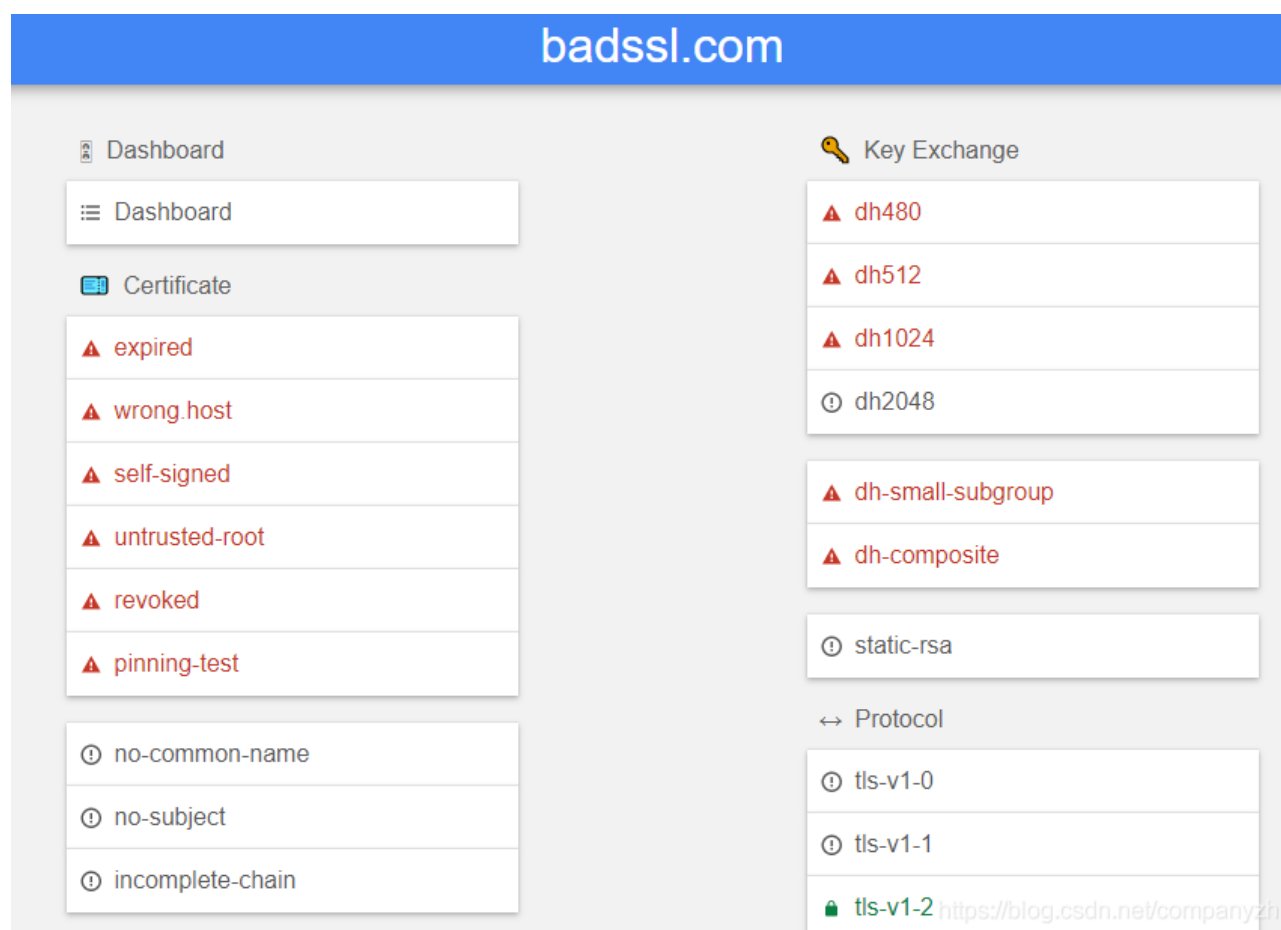 badssl.com
Dashboard
Dashboard
Certificate
expired
wrong.host
self-signed
untrusted-root
revoked
pinning-test
no-common-name
no-subject
incomplete-chain
Key Exchange
dh480
dh512
dh1024
dh2048
dh-small-subgroup
dh-composite
static-rsa
Protocol
tls-v1-0
tls-v1-1
tls-v1-2
https://blog.csdn.net/companyzh